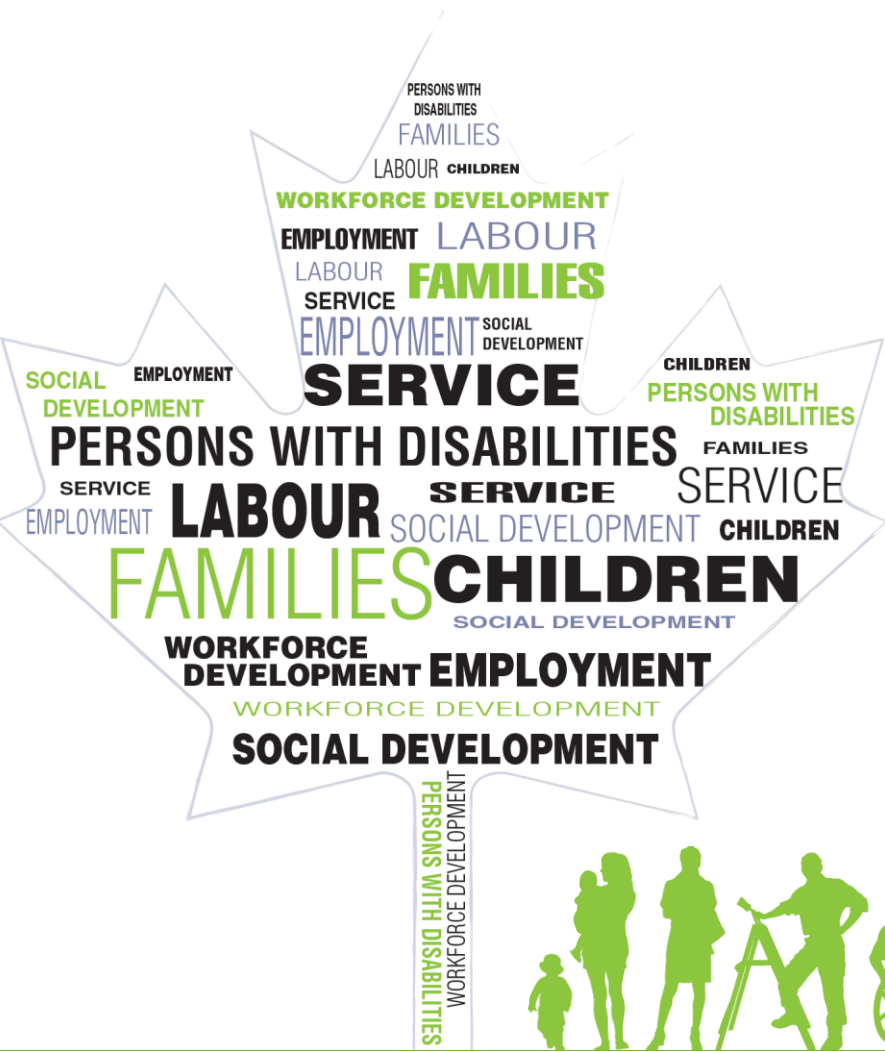 PERSONS WITH
DISABILITIES
FAMILIES
LABOUR CHILDREN
WORKFORCE DEVELOPMENT
EMPLOYMENT LABOUR
LABOUR FAMILIES
SERVICE
EMPLOYMENT SOCIAL
DEVELOPMENT
SOCIAL
DEVELOPMENT
EMPLOYMENT
SERVICE
CHILDREN
PERSONS WITH
DISABILITIES
PERSONS WITH DISABILITIES
FAMILIES
SERVICE
LABOUR
SERVICE
SERVICE
EMPLOYMENT
SOCIAL DEVELOPMENT
CHILDREN
FAMILIES
CHILDREN
SOCIAL DEVELOPMENT
WORKFORCE
DEVELOPMENT
EMPLOYMENT
WORKFORCE DEVELOPMENT
SOCIAL DEVELOPMENT
PERSONS WITH DISABILITIES
WORKFORCE DEVELOPMENT